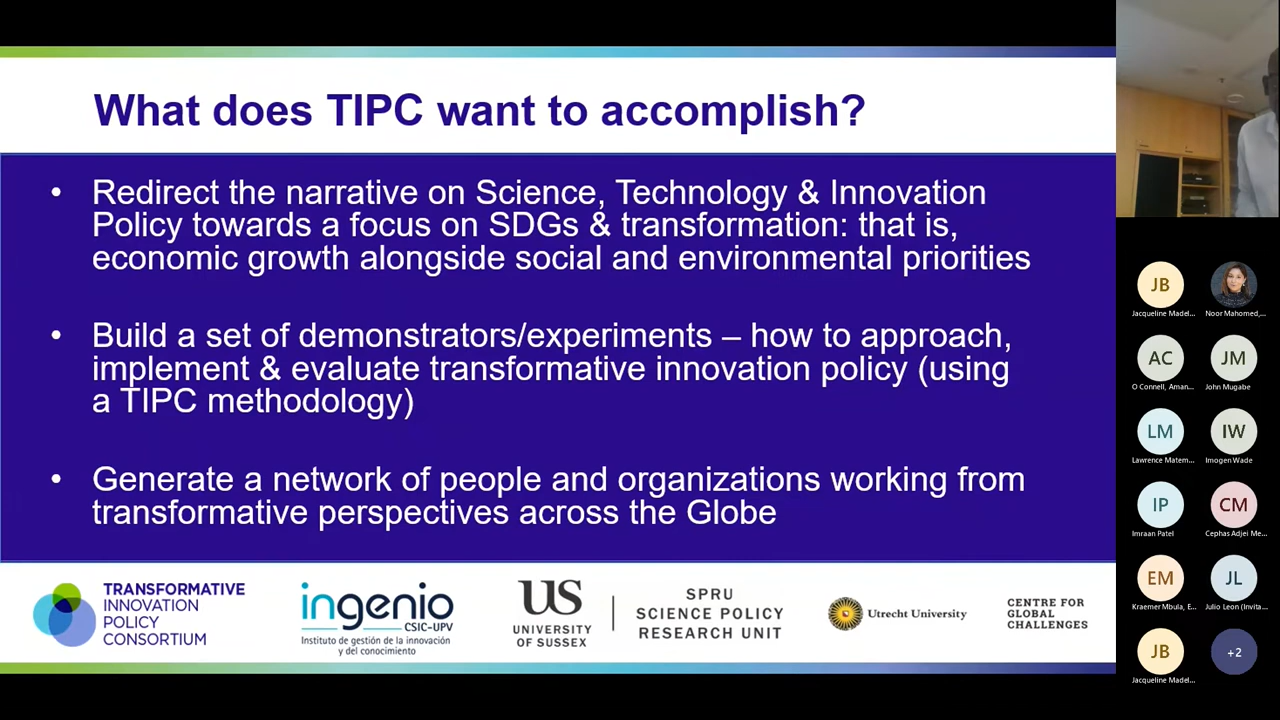 What does TIPC want to accomplish?
• Redirect the narrative on Science, Technology & Innovation
Policy towards a focus on SDGs & transformation: that is,
economic growth alongside social and environmental priorities
• Build a set of demonstrators/experiments – how to approach,
implement & evaluate transformative innovation policy (using
a TIPC methodology)
• Generate a network of people and organizations working from
transformative perspectives across the Globe
TRANSFORMATIVE
INNOVATION
POLICY
CONSORTIUM
ingenio
CSIC-UPV
Instituto de gestión de la innovación
y del conocimiento
US
UNIVERSITY
OF SUSSEX
SPRU
SCIENCE POLICY
RESEARCH UNIT
Utrecht University
CENTRE FOR
GLOBAL
CHALLENGES
JB
Jacqueline Madel...
Noor Mahomed,...
AC
O Connell, Aman...
JM
John Mugabe
LM
Lawrence Matem...
IW
Imogen Wade
IP
Imraan Patel
CM
Cephas Adjei Me...
EM
Kraemer Mbula, E...
JL
Julio Leon (Invita...
JB
Jacqueline Madel...
+2